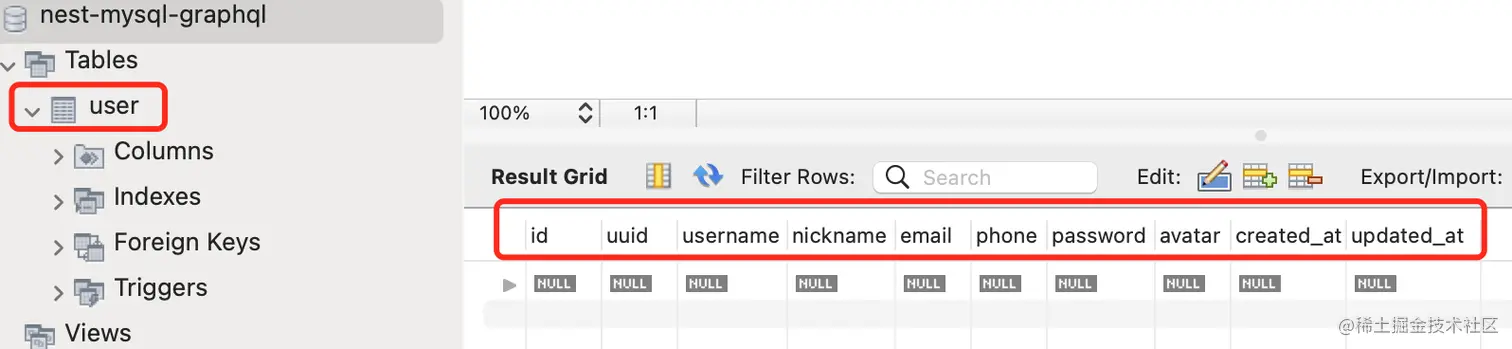 nest-mysql-graphql
Tables
user
Columns
Indexes
Foreign Keys
Triggers
Views
100% 1:1
Result Grid Filter Rows: Search Edit: Export/Import:
id uuid username nickname email phone password avatar created_at updated_at
NULL NULL NULL NULL NULL NULL NULL NULL NULL NULL
@稀土掘金技术社区